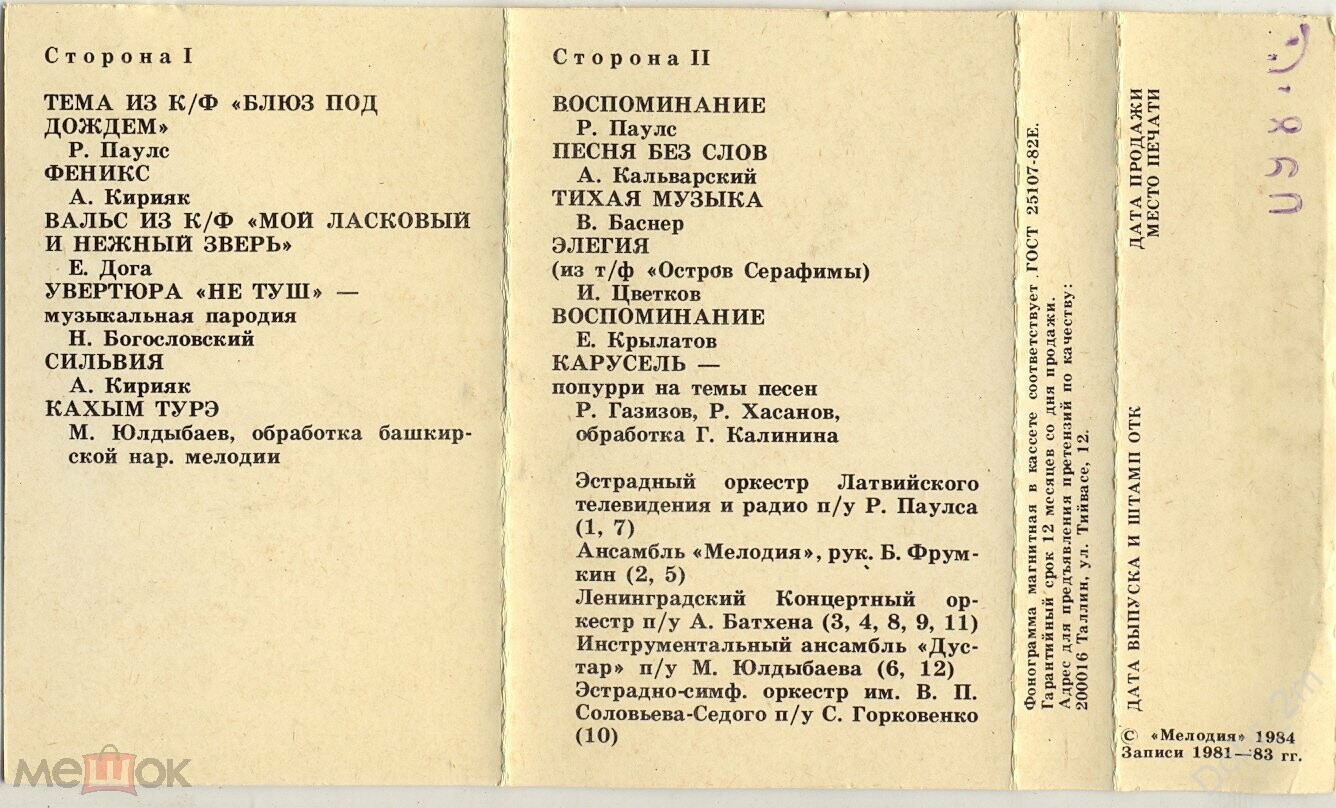 Сторона I
ТЕМА ИЗ К/Ф «БЛЮЗ ПОД
ДОЖДЕМ»
Р. Паулс
ФЕНИКС
А. Кирияк
ВАЛЬС ИЗ К/Ф «МОЙ ЛАСКОВЫЙ
И НЕЖНЫЙ ЗВЕРЬ»
Е. Дога
УВЕРТЮРА «НЕ ТУШ» —
музыкальная пародия
Н. Богословский
СИЛЬВИЯ
А. Кирияк
КАХЫМ ТУРЭ
М. Юлдыбаев, обработка башкир-
ской нар. мелодии
Сторона II
ВОСПОМИНАНИЕ
Р. Паулс
ПЕСНЯ БЕЗ СЛОВ
А. Кальварский
ТИХАЯ МУЗЫКА
В. Баснер
ЭЛЕГИЯ
(из т/ф «Остров Серафимы)
И. Цветков
ВОСПОМИНАНИЕ
Е. Крылатов
КАРУСЕЛЬ —
попурри на темы песен
Р. Газизов, Р. Хасанов,
обработка Г. Калинина
Эстрадный оркестр Латвийского
телевидения и радио п/у Р. Паулса
(1, 7)
Ансамбль «Мелодия», рук. Б. Фрум-
кин (2, 5)
Ленинградский Концертный ор-
кестр п/у А. Батхена (3, 4, 8, 9, 11)
Инструментальный ансамбль «Дус-
тар» п/у М. Юлдыбаева (6, 12)
Эстрадно-симф. оркестр им. В. П.
Соловьева-Седого п/у С. Горковенко
(10)
Фонограмма магнитная в кассете соответствует ГОСТ 25107-82Е.
Гарантийный срок 12 месяцев со дня продажи.
Адрес для предъявления претензий по качеству:
200016 Таллин, ул. Тийвасе, 12.
ДАТА ПРОДАЖИ
МЕСТО ПЕЧАТИ
ДАТА ВЫПУСКА И ШТАМП ОТК
© «Мелодия» 1984
Записи 1981—83 гг.
мешок